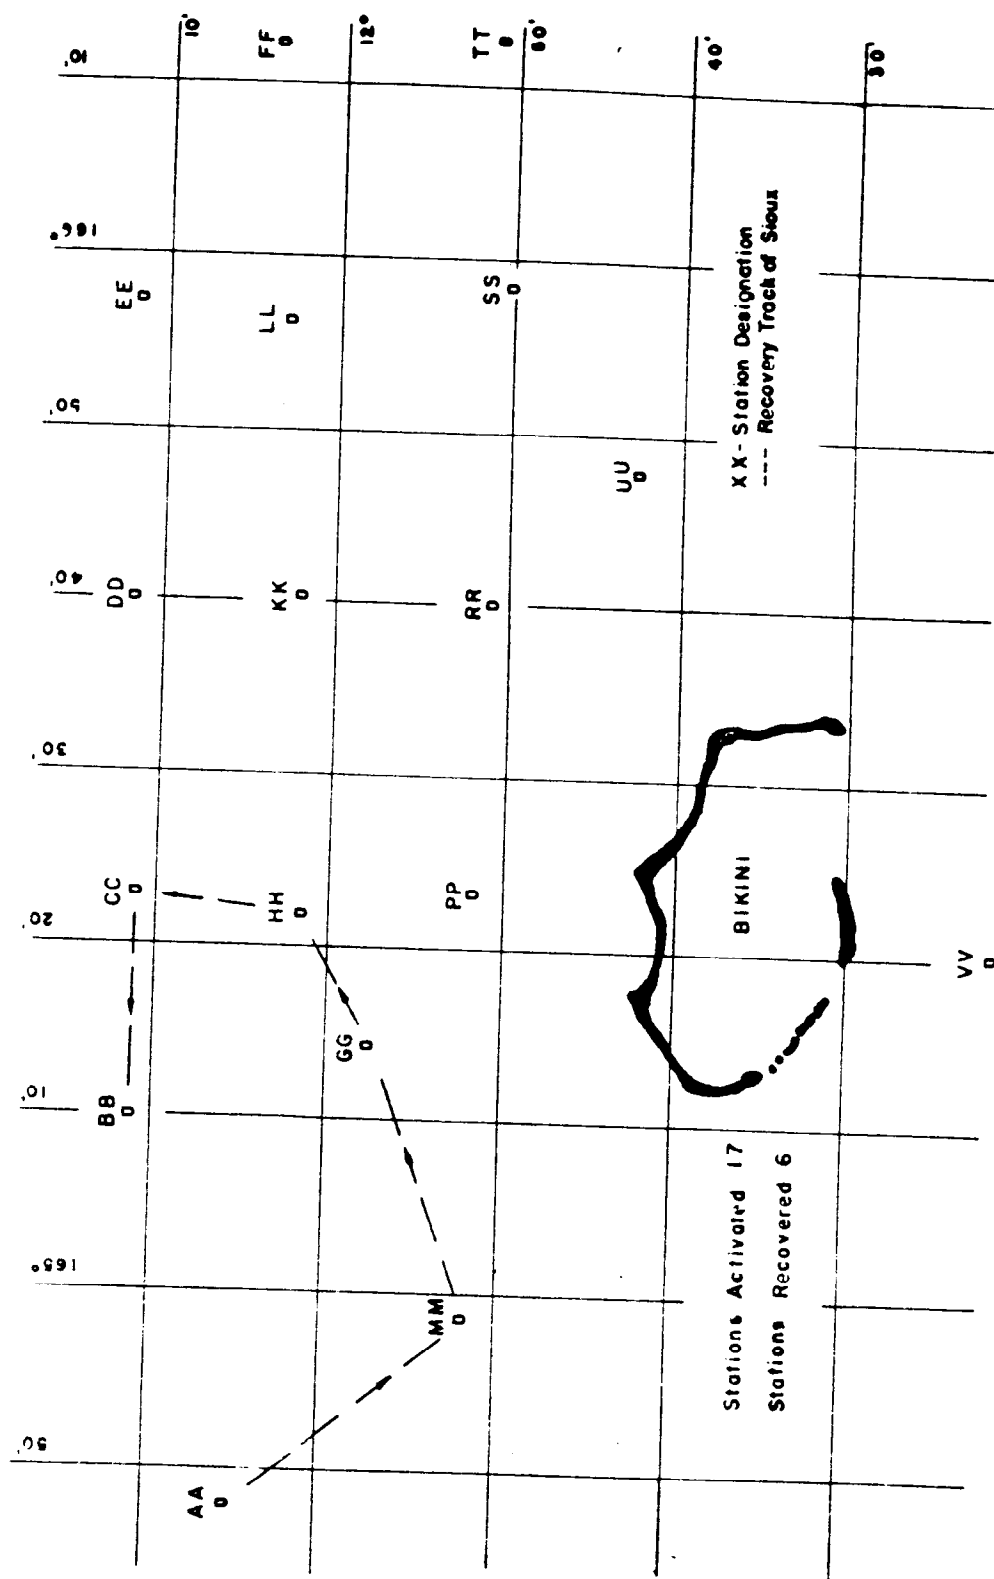 50'
165°
10'
20'
30'
40'
50'
166°
10'
BB
CC
DD
EE
10'
AA
HH
KK
LL
FF
GG
12°
MM
PP
RR
SS
TT
50'
UU
40'
BIKINI
Stations Activated 17
Stations Recovered 6
XX - Station Designation
--- Recovery Track of Sioux
30'
VV